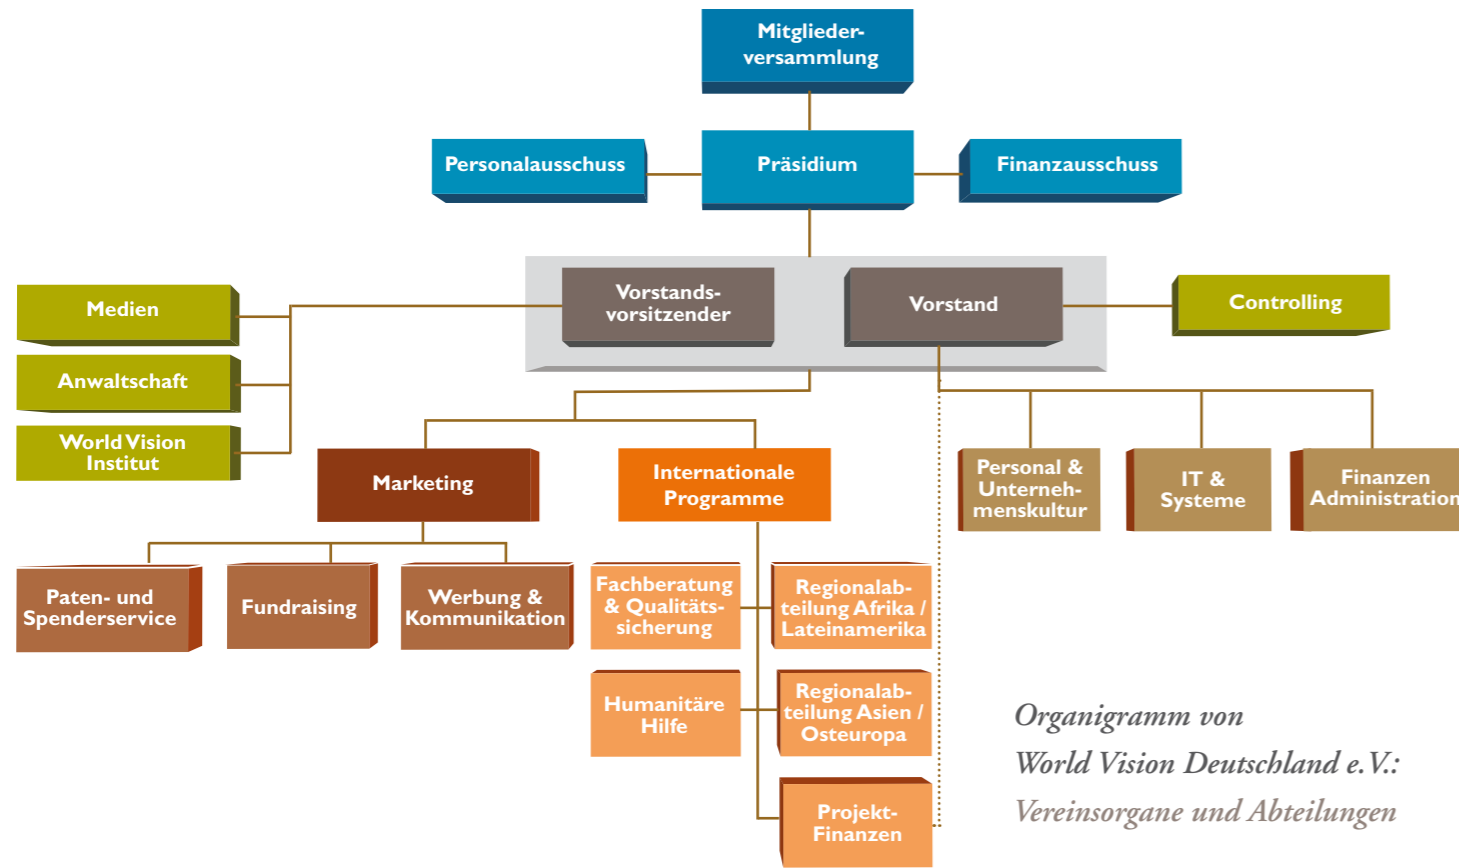 Mitglieder-
versammlung
Personalausschuss
Präsidium
Finanzausschuss
Vorstands-
vorsitzender
Vorstand
Controlling
Medien
Anwaltschaft
World Vision
Institut
Marketing
Internationale
Programme
Personal &
Unterneh-
menskultur
IT &
Systeme
Finanzen
Administration
Paten- und
Spenderservice
Fundraising
Werbung &
Kommunikation
Fachberatung
& Qualitäts-
sicherung
Regionalab-
teilung Afrika /
Lateinamerika
Humanitäre
Hilfe
Regionalab-
teilung Asien /
Osteuropa
Projekt-
Finanzen
Organigramm von
World Vision Deutschland e.V.:
Vereinsorgane und Abteilungen